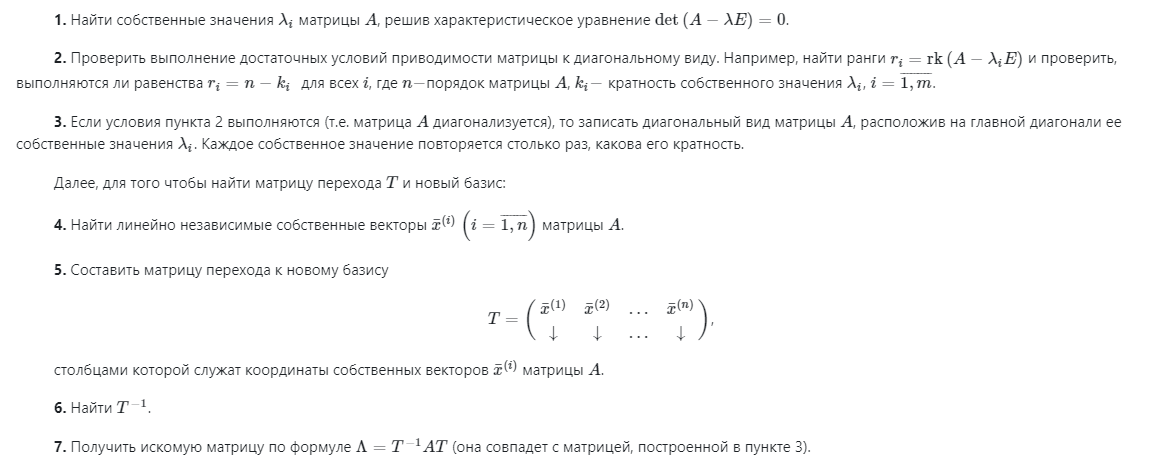 1. Найти собственные значения λᵢ матрицы A, решив характеристическое уравнение det (A − λE) = 0.
2. Проверить выполнение достаточных условий приводимости матрицы к диагональному виду. Например, найти ранги rᵢ = rk (A − λᵢE) и проверить,
выполняются ли равенства rᵢ = n − kᵢ для всех i, где n−порядок матрицы A, kᵢ− кратность собственного значения λᵢ, i = \overline{1, m}.
3. Если условия пункта 2 выполняются (т.е. матрица A диагонализуется), то записать диагональный вид матрицы A, расположив на главной диагонали ее
собственные значения λᵢ. Каждое собственное значение повторяется столько раз, какова его кратность.
Далее, для того чтобы найти матрицу перехода T и новый базис:
4. Найти линейно независимые собственные векторы x̄⁽ⁱ⁾ (i = \overline{1, n}) матрицы A.
5. Составить матрицу перехода к новому базису
T = ( x̄⁽¹⁾ x̄⁽²⁾ … x̄⁽ⁿ⁾
↓ ↓ … ↓ ),
столбцами которой служат координаты собственных векторов x̄⁽ⁱ⁾ матрицы A.
6. Найти T⁻¹.
7. Получить искомую матрицу по формуле Λ = T⁻¹AT (она совпадет с матрицей, построенной в пункте 3).